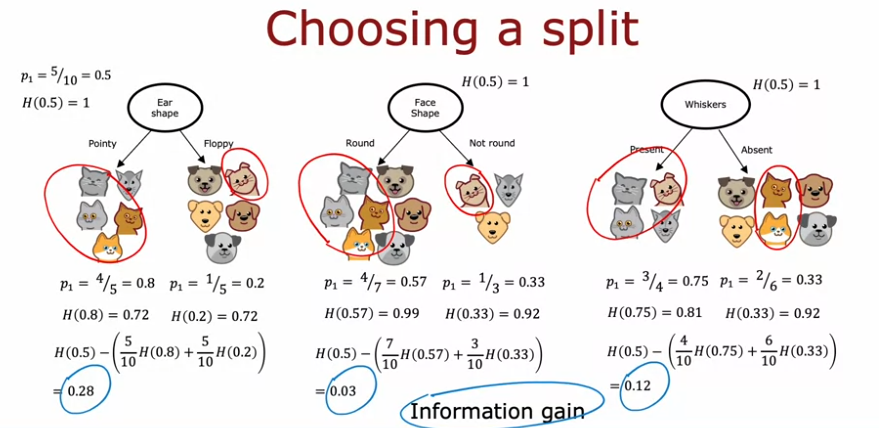 Choosing a split
p₁ = 5/10 = 0.5
H(0.5) = 1
Ear
shape
Pointy
Floppy
p₁ = 4/5 = 0.8 p₁ = 1/5 = 0.2
H(0.8) = 0.72 H(0.2) = 0.72
H(0.5) − (5/10 H(0.8) + 5/10 H(0.2))
= 0.28
H(0.5) = 1
Face
Shape
Round
Not round
p₁ = 4/7 = 0.57 p₁ = 1/3 = 0.33
H(0.57) = 0.99 H(0.33) = 0.92
H(0.5) − (7/10 H(0.57) + 3/10 H(0.33))
= 0.03
H(0.5) = 1
Whiskers
Present
Absent
p₁ = 3/4 = 0.75 p₁ = 2/6 = 0.33
H(0.75) = 0.81 H(0.33) = 0.92
H(0.5) − (4/10 H(0.75) + 6/10 H(0.33))
= 0.12
Information gain